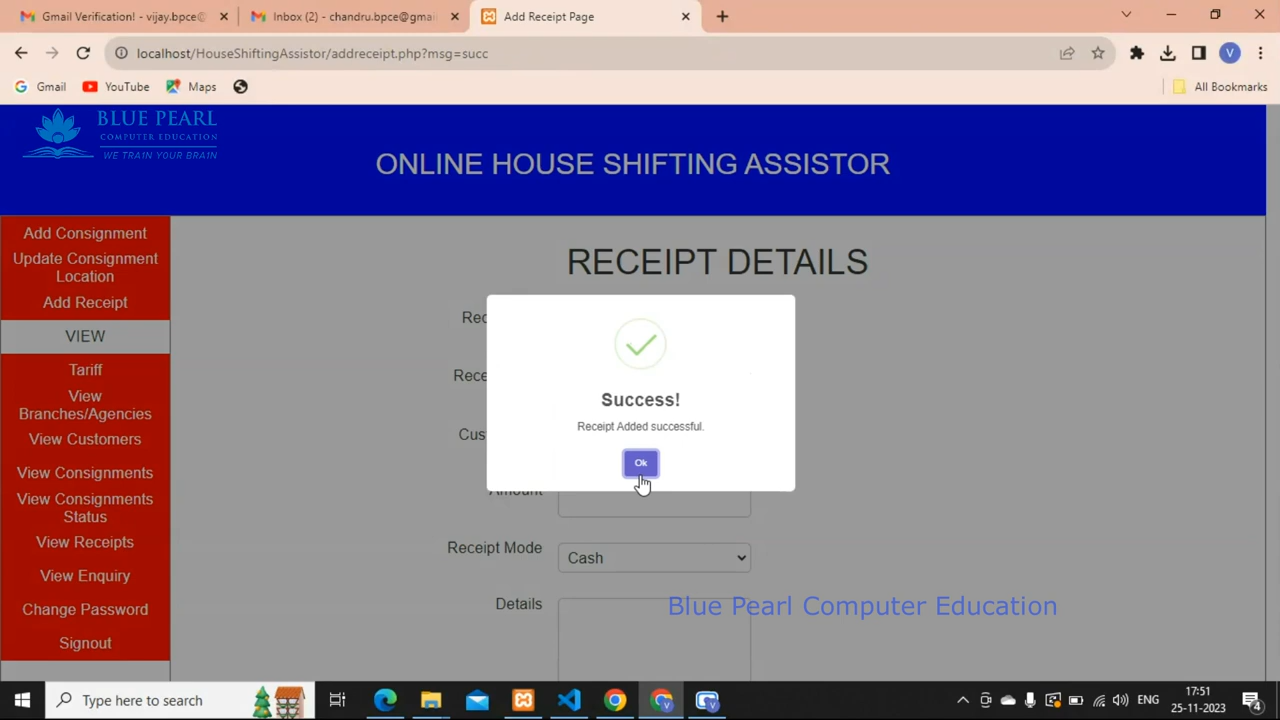 Gmail Verification! - vijay.bpce@
Inbox (2) - chandru.bpce@gmai
Add Receipt Page
localhost/HouseShiftingAssistor/addreceipt.php?msg=succ
V
Gmail
YouTube
Maps
All Bookmarks
BLUE PEARL
COMPUTER EDUCATION
WE TRAIN YOUR BRAIN
ONLINE HOUSE SHIFTING ASSISTOR
Add Consignment
Update Consignment
Location
Add Receipt
VIEW
Tariff
View
Branches/Agencies
View Customers
View Consignments
View Consignments
Status
View Receipts
View Enquiry
Change Password
Signout
RECEIPT DETAILS
Rec
Rece
Cus
Amount
Receipt Mode
Cash
Details
Success!
Receipt Added successful.
Ok
Blue Pearl Computer Education
Type here to search
ENG
17:51
25-11-2023
4